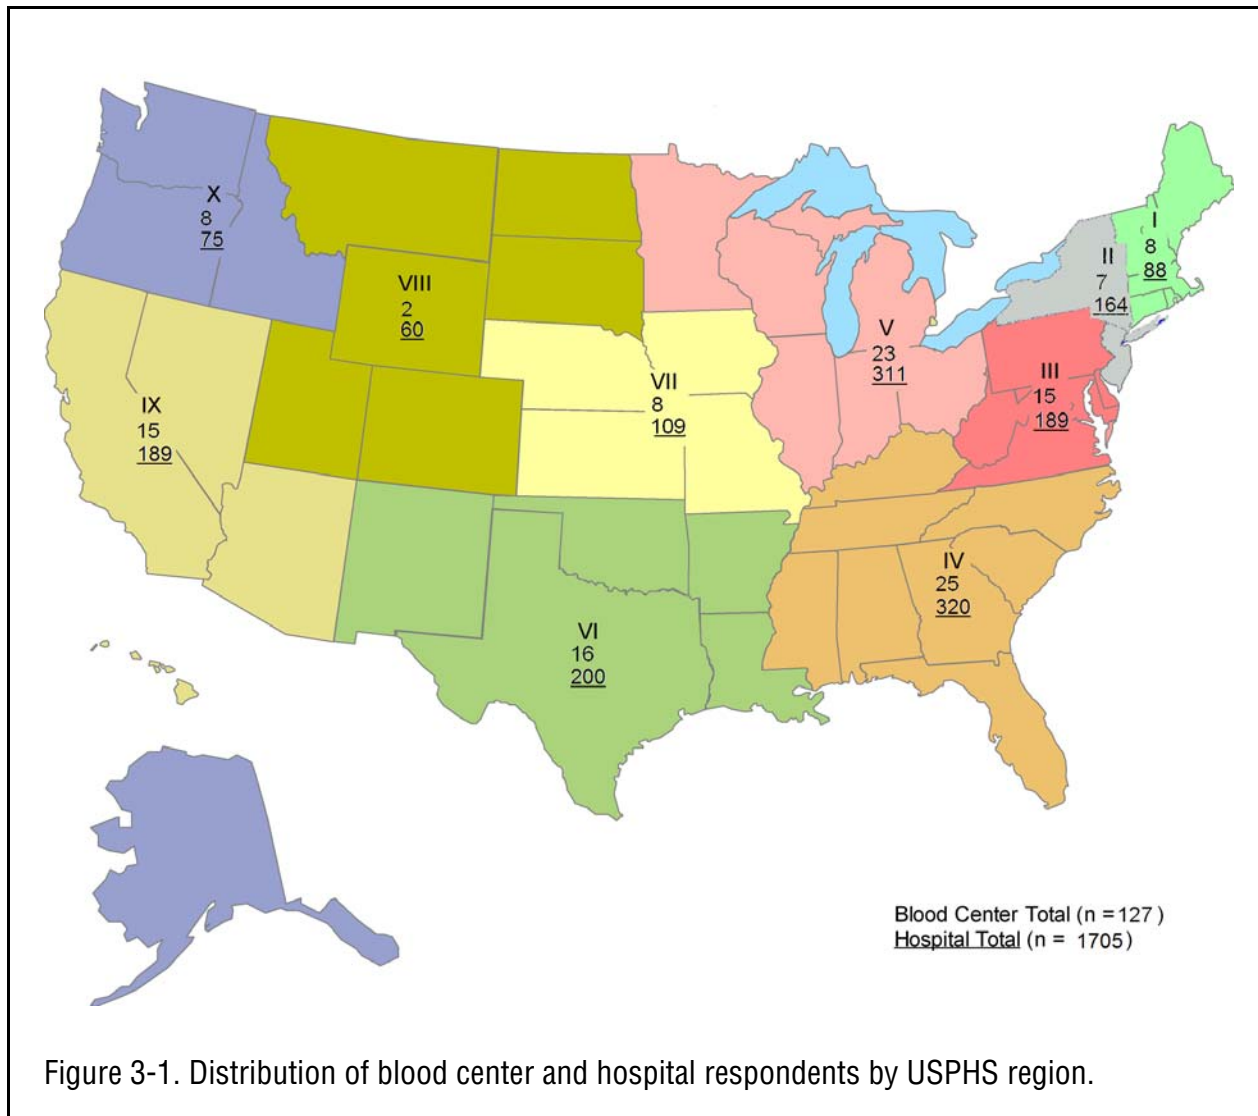 X
8
75
VIII
2
60
IX
15
189
VII
8
109
VI
16
200
V
23
311
IV
25
320
III
15
189
II
7
164
I
8
88
Blood Center Total (n =127 )
Hospital Total (n = 1705)
Figure 3-1. Distribution of blood center and hospital respondents by USPHS region.